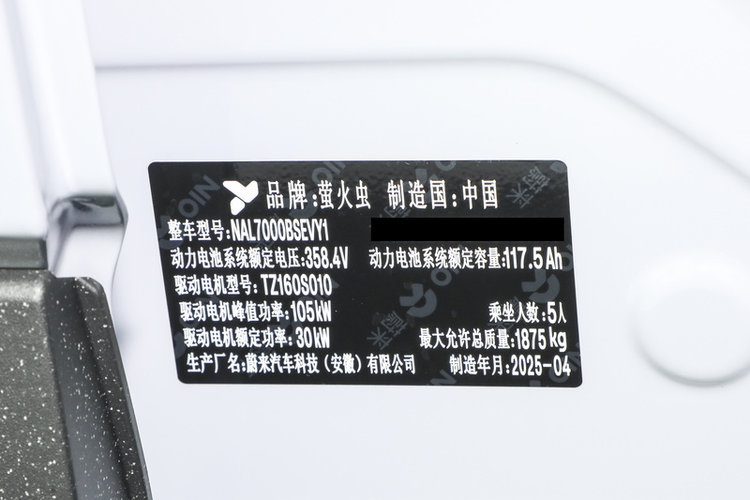 品牌:萤火虫 制造国:中国
整车型号:NAL7000BSEVY1
动力电池系统额定电压:358.4V 动力电池系统额定容量:117.5Ah
驱动电机型号:TZ160S010
驱动电机峰值功率:105kW 乘坐人数:5人
驱动电机额定功率:30kW 最大允许总质量:1875kg
生产厂名:蔚来汽车科技(安徽)有限公司 制造年月:2025-04